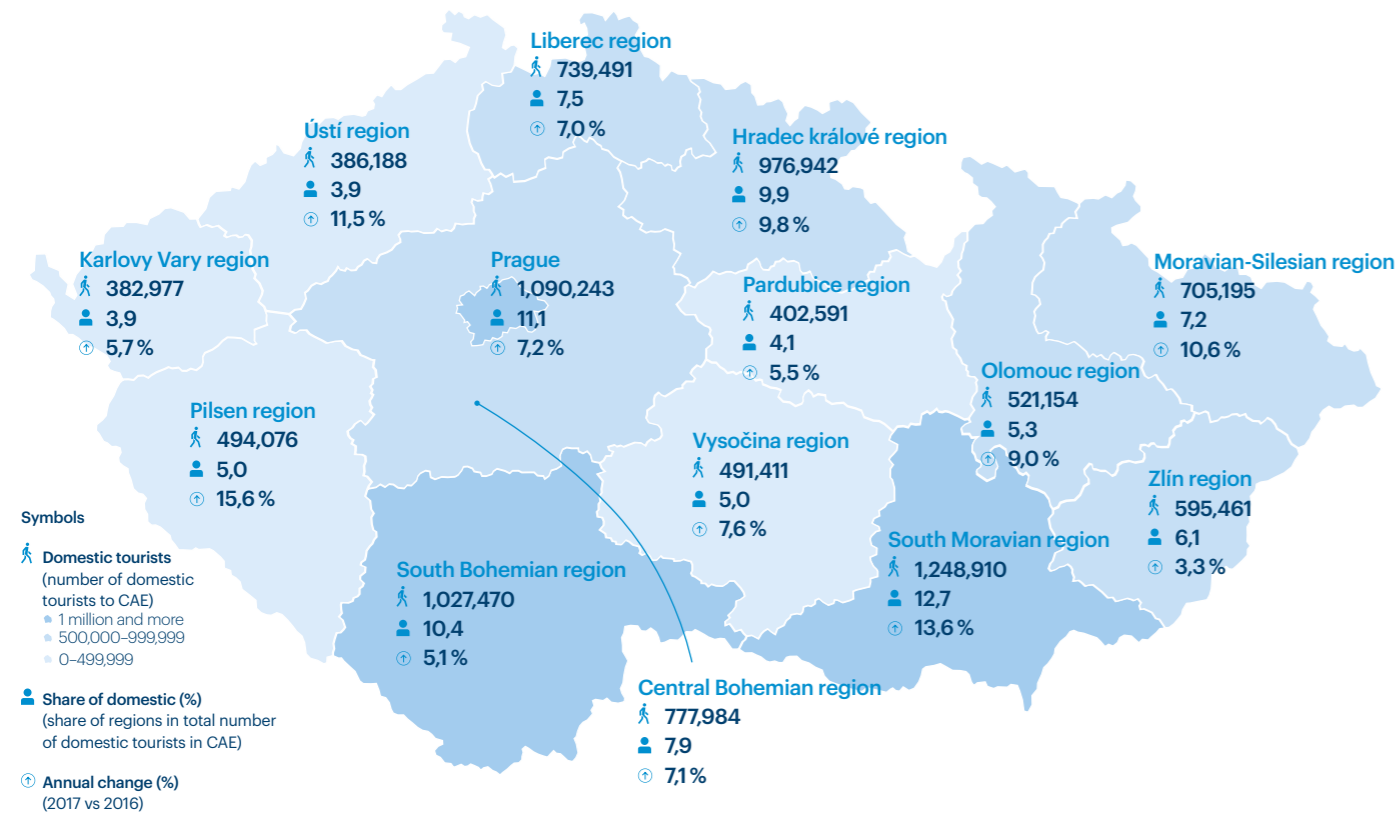 Liberec region
739,491
7,5
7,0 %
Ústí region
386,188
3,9
11,5 %
Hradec králové region
976,942
9,9
9,8 %
Karlovy Vary region
382,977
3,9
5,7 %
Prague
1,090,243
11,1
7,2 %
Pardubice region
402,591
4,1
5,5 %
Moravian-Silesian region
705,195
7,2
10,6 %
Olomouc region
521,154
5,3
9,0 %
Pilsen region
494,076
5,0
15,6 %
Vysočina region
491,411
5,0
7,6 %
Zlín region
595,461
6,1
3,3 %
South Bohemian region
1,027,470
10,4
5,1 %
South Moravian region
1,248,910
12,7
13,6 %
Central Bohemian region
777,984
7,9
7,1 %
Symbols
Domestic tourists
(number of domestic
tourists to CAE)
1 million and more
500,000–999,999
0–499,999
Share of domestic (%)
(share of regions in total number
of domestic tourists in CAE)
Annual change (%)
(2017 vs 2016)